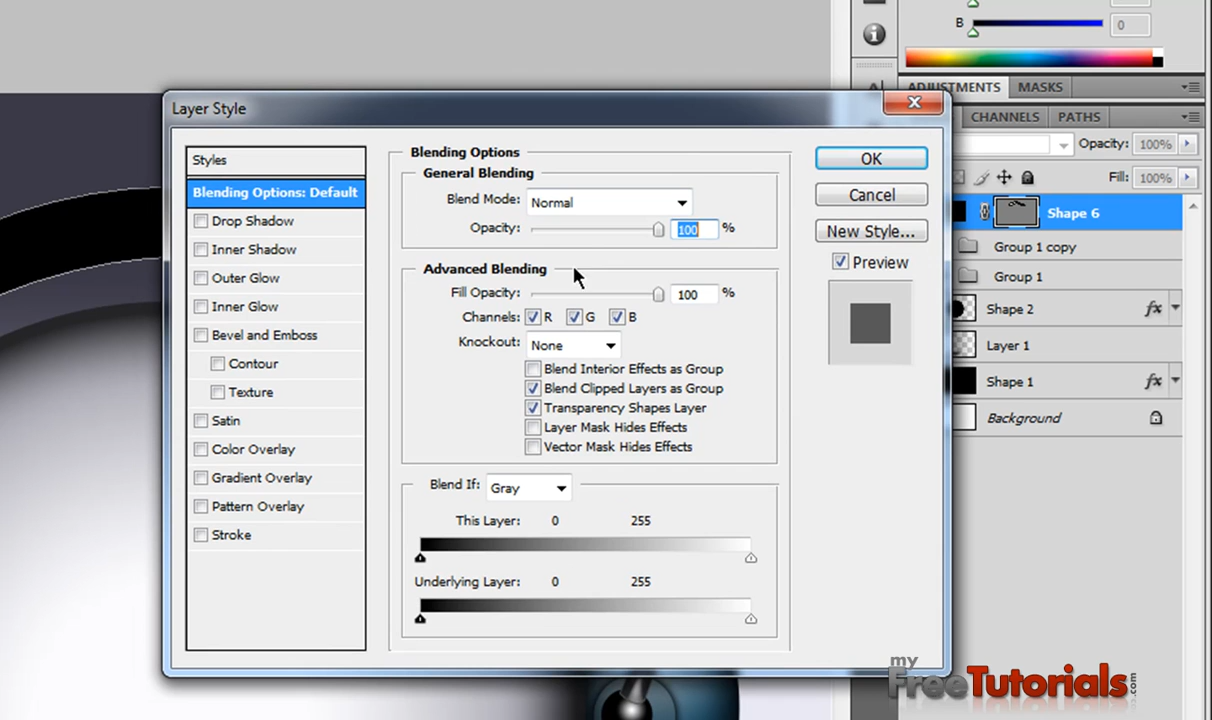 B 0
ADJUSTMENTS MASKS
Layer Style
CHANNELS PATHS
Opacity: 100%
Fill: 100%
Styles
Blending Options: Default
Drop Shadow
Inner Shadow
Outer Glow
Inner Glow
Bevel and Emboss
Contour
Texture
Satin
Color Overlay
Gradient Overlay
Pattern Overlay
Stroke
Blending Options
General Blending
Blend Mode: Normal
Opacity: 100 %
Advanced Blending
Fill Opacity: 100 %
Channels: R G B
Knockout: None
Blend Interior Effects as Group
Blend Clipped Layers as Group
Transparency Shapes Layer
Layer Mask Hides Effects
Vector Mask Hides Effects
Blend If: Gray
This Layer: 0 255
Underlying Layer: 0 255
OK
Cancel
New Style...
Preview
Shape 6
Group 1 copy
Group 1
Shape 2 fx
Layer 1
Shape 1 fx
Background
my
FreeTutorials.com